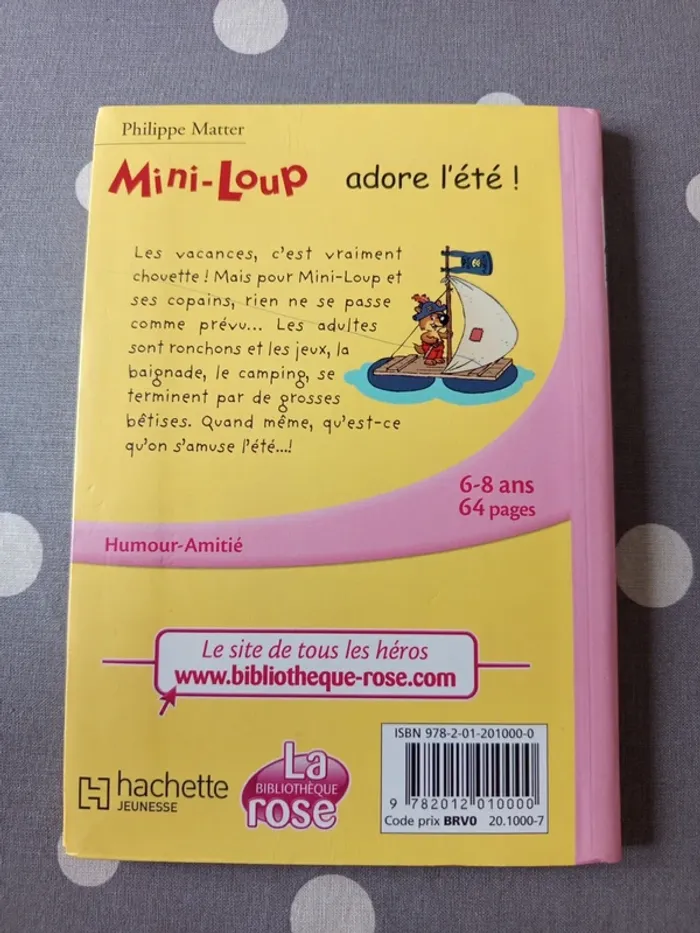 Philippe Matter
Mini-Loup adore l'été !
Les vacances, c'est vraiment
chouette ! Mais pour Mini-Loup et
ses copains, rien ne se passe
comme prévu... Les adultes
sont ronchons et les jeux, la
baignade, le camping, se
terminent par de grosses
bêtises. Quand même, qu'est-ce
qu'on s'amuse l'été...!
6-8 ans
64 pages
Humour-Amitié
Le site de tous les héros
www.bibliotheque-rose.com
hachette
JEUNESSE
La
BIBLIOTHÈQUE
rose
ISBN 978-2-01-201000-0
9 782012 010000
Code prix BRV0 20.1000-7